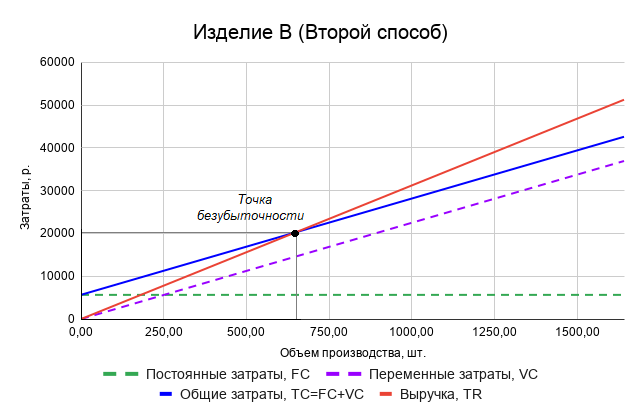 Изделие В (Второй способ)
60000
50000
40000
30000
20000
10000
0
Затраты, р.
Точка
безубыточности
0,00
250,00
500,00
750,00
1000,00
1250,00
1500,00
Объем производства, шт.
Постоянные затраты, FC
Переменные затраты, VC
Общие затраты, TC=FC+VC
Выручка, TR